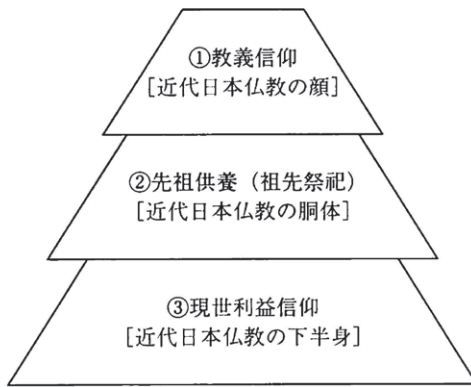 ①教義信仰
[近代日本仏教の顔]
②先祖供養（祖先祭祀）
[近代日本仏教の胴体]
③現世利益信仰
[近代日本仏教の下半身]